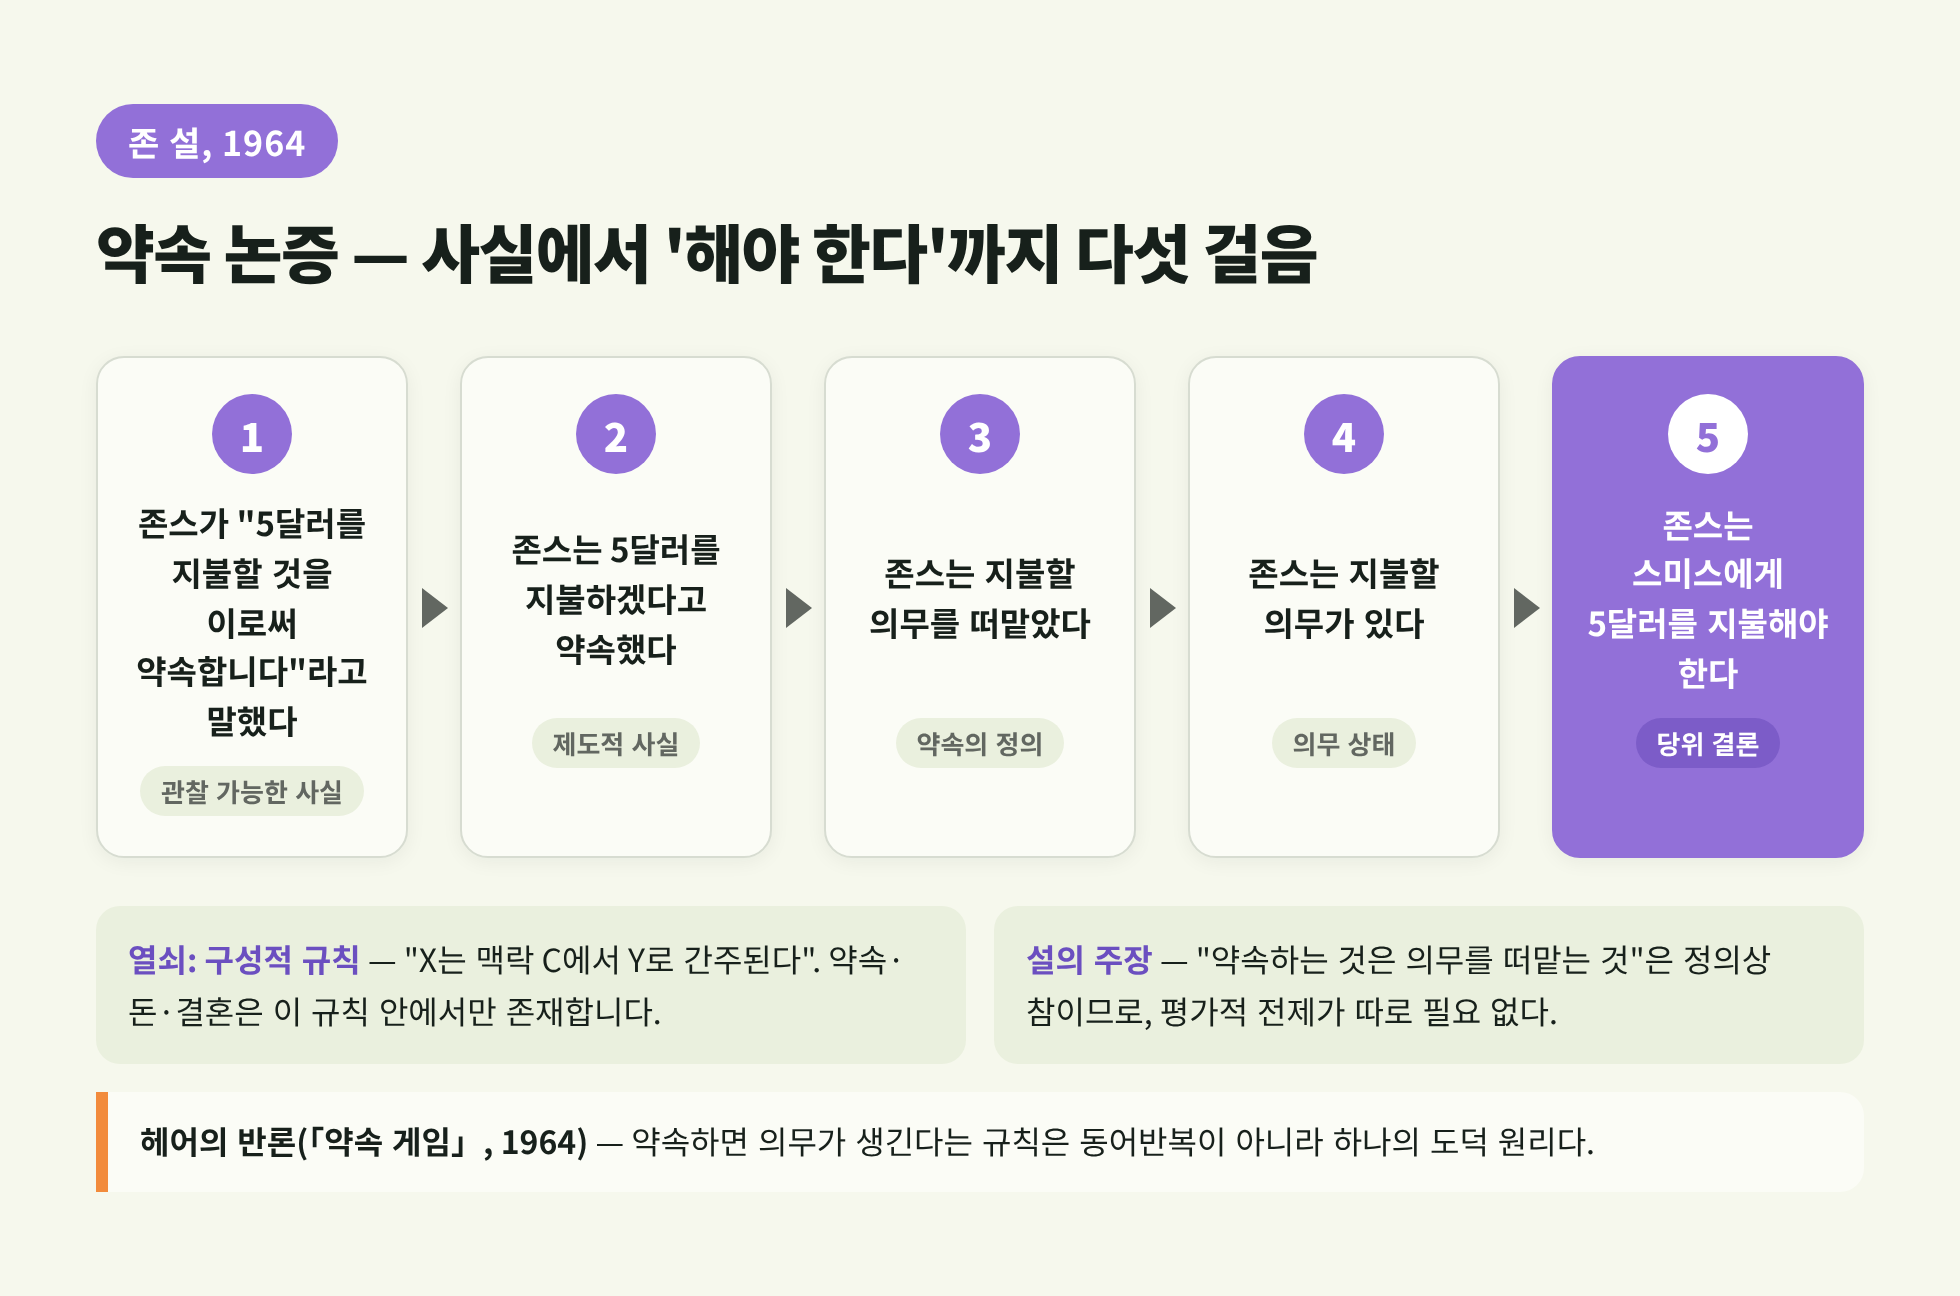 존 설, 1964
약속 논증 — 사실에서 '해야 한다'까지 다섯 걸음
1
존스가 "5달러를
지불할 것을
이로써
약속합니다"라고
말했다
관찰 가능한 사실
2
존스는 5달러를
지불하겠다고
약속했다
제도적 사실
3
존스는 지불할
의무를 떠맡았다
약속의 정의
4
존스는 지불할
의무가 있다
의무 상태
5
존스는
스미스에게
5달러를 지불해야
한다
당위 결론
열쇠: 구성적 규칙 — "X는 맥락 C에서 Y로 간주된다". 약속·
돈·결혼은 이 규칙 안에서만 존재합니다.
설의 주장 — "약속하는 것은 의무를 떠맡는 것"은 정의상
참이므로, 평가적 전제가 따로 필요 없다.
헤어의 반론(「약속 게임」, 1964) — 약속하면 의무가 생긴다는 규칙은 동어반복이 아니라 하나의 도덕 원리다.